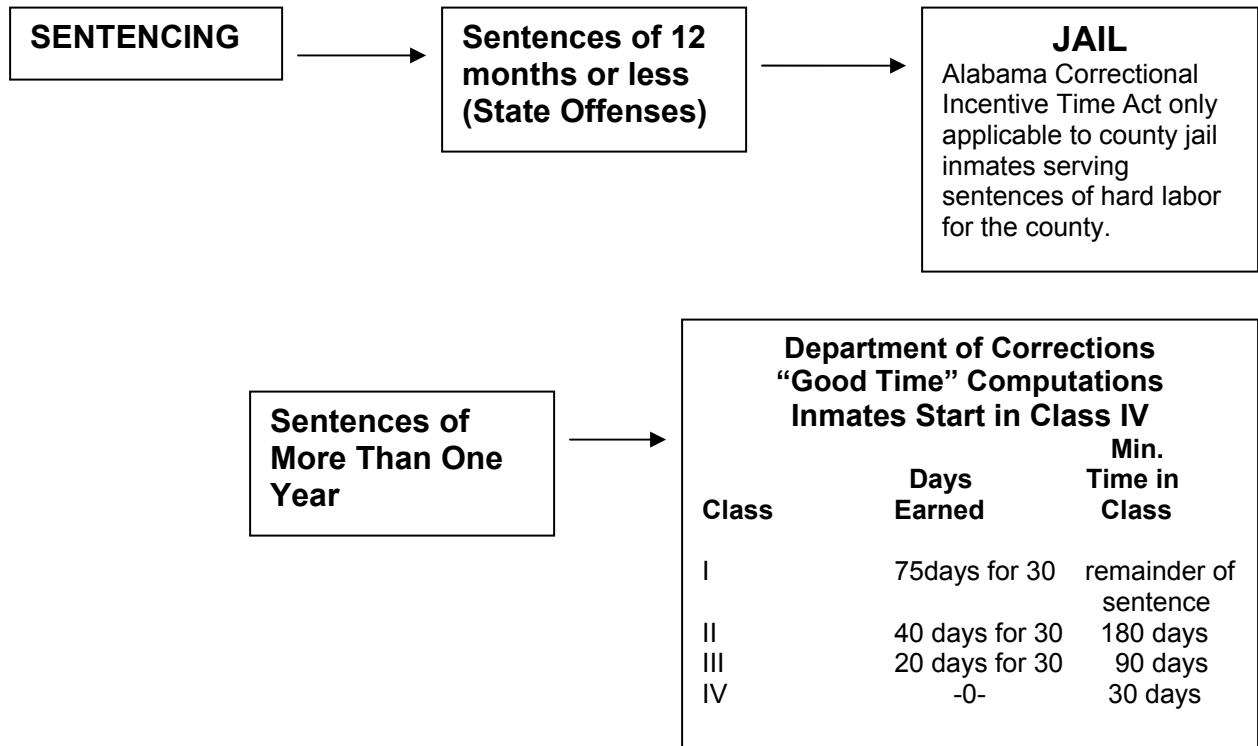 SENTENCING
Sentences of 12
months or less
(State Offenses)
JAIL
Alabama Correctional
Incentive Time Act only
applicable to county jail
inmates serving
sentences of hard labor
for the county.
Sentences of
More Than One
Year
Department of Corrections
“Good Time” Computations
Inmates Start in Class IV
Min.
Days Time in
Class Earned Class
I 75days for 30 remainder of
sentence
II 40 days for 30 180 days
III 20 days for 30 90 days
IV -0- 30 days